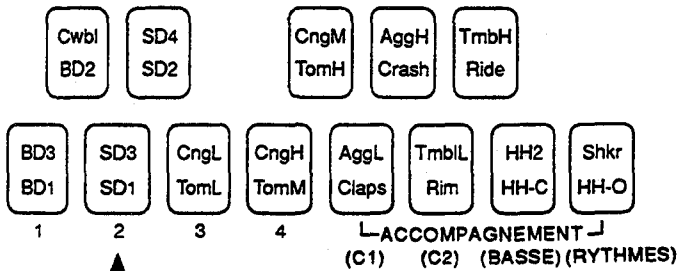 Cwbl SD4 CngM AggH TmbH
BD2 SD2 TomH Crash Ride
BD3 SD3 CngL CngH AggL TmblL HH2 Shkr
BD1 SD1 TomL TomM Claps Rim HH-C HH-O
1 2 3 4 ACCOMPAGNEMENT
(C1) (C2) (BASSE) (RYTHMES)